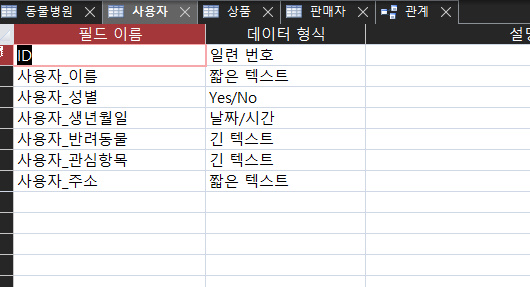 동물병원 사용자 상품 판매자 관계
필드 이름 데이터 형식
ID 일련 번호
사용자_이름 짧은 텍스트
사용자_성별 Yes/No
사용자_생년월일 날짜/시간
사용자_반려동물 긴 텍스트
사용자_관심항목 긴 텍스트
사용자_주소 짧은 텍스트